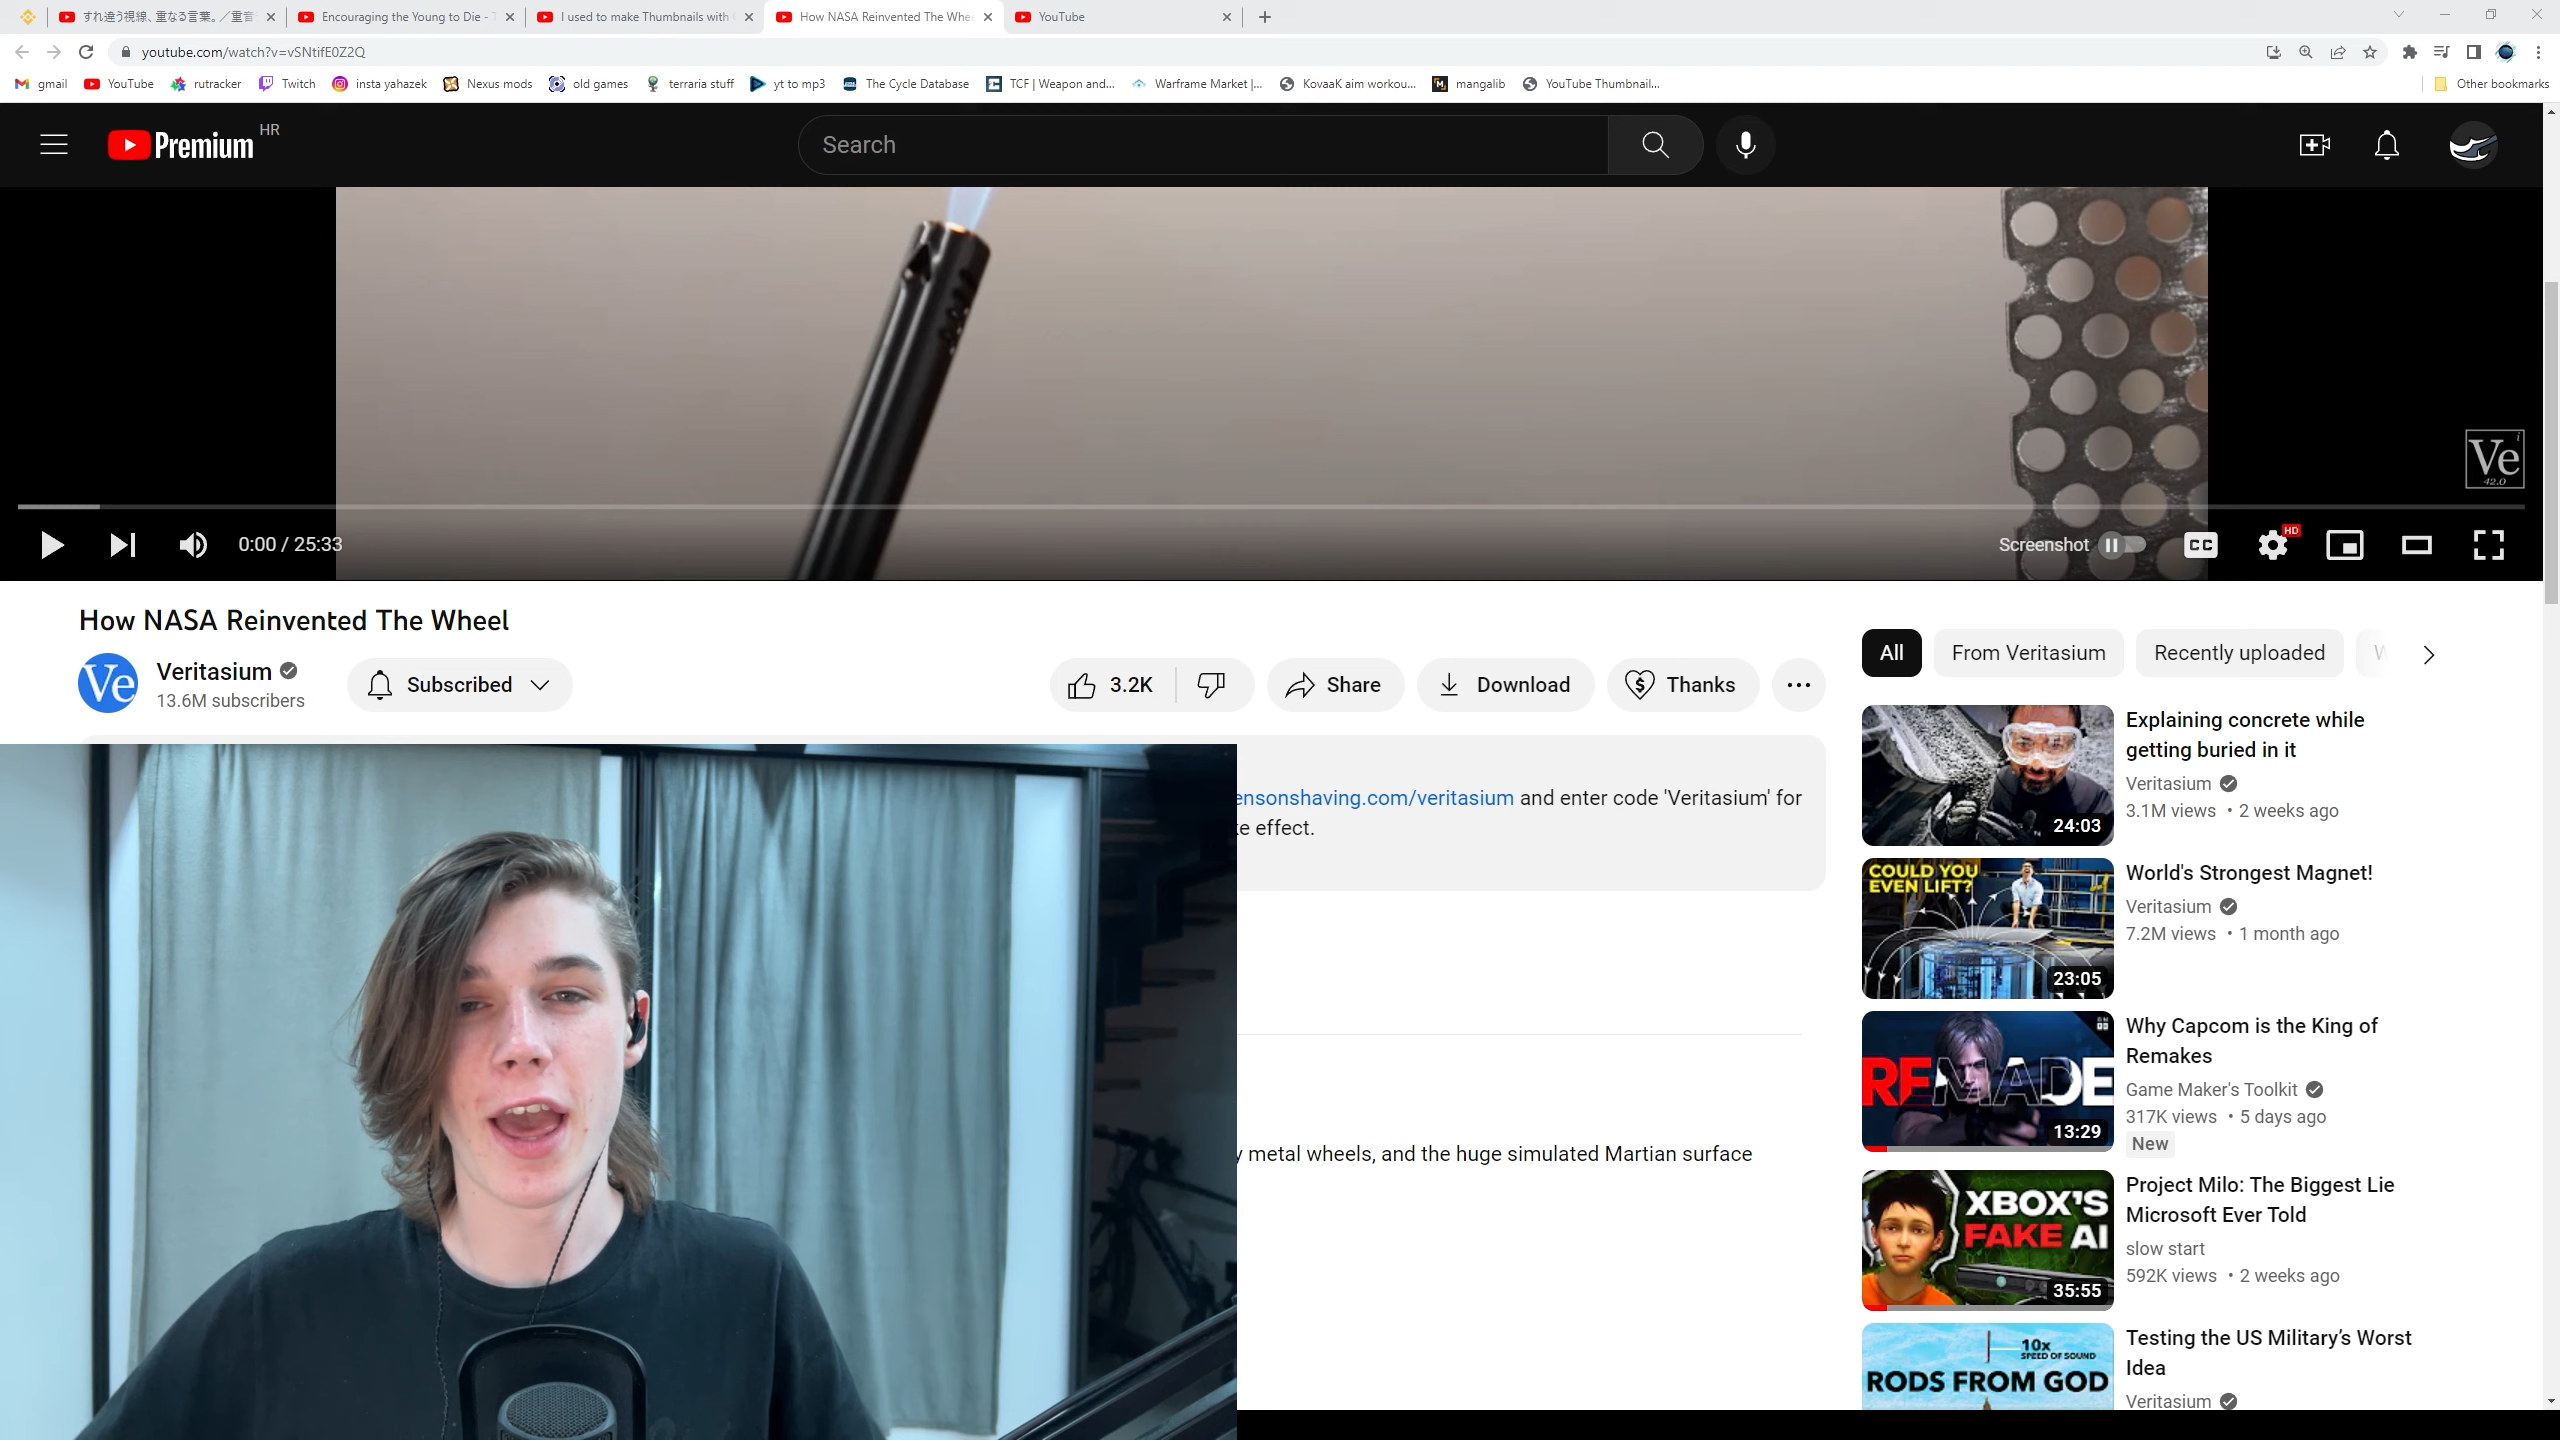 すれ違う視線、重なる言葉。／重音
Encouraging the Young to Die -
I used to make Thumbnails with
How NASA Reinvented The Whee
YouTube
youtube.com/watch?v=vSNtifE0Z2Q
gmail
YouTube
rutracker
Twitch
insta yahazek
Nexus mods
old games
terraria stuff
yt to mp3
The Cycle Database
TCF | Weapon and...
Warframe Market |...
KovaaK aim workou...
mangalib
YouTube Thumbnail...
Other bookmarks
Premium HR
Search
Ve
42.0
0:00 / 25:33
Screenshot
CC
HD
How NASA Reinvented The Wheel
Ve
Veritasium
13.6M subscribers
Subscribed
3.2K
Share
Download
Thanks
ensonshaving.com/veritasium and enter code 'Veritasium' for
effect.
y metal wheels, and the huge simulated Martian surface
All
From Veritasium
Recently uploaded
Explaining concrete while
getting buried in it
Veritasium
3.1M views • 2 weeks ago
24:03
COULD YOU
EVEN LIFT?
23:05
World's Strongest Magnet!
Veritasium
7.2M views • 1 month ago
REMADE
13:29
Why Capcom is the King of
Remakes
Game Maker's Toolkit
317K views • 5 days ago
New
XBOX'S
FAKE AI
35:55
Project Milo: The Biggest Lie
Microsoft Ever Told
slow start
592K views • 2 weeks ago
10x
SPEED OF SOUND
RODS FROM GOD
Testing the US Military's Worst
Idea
Veritasium